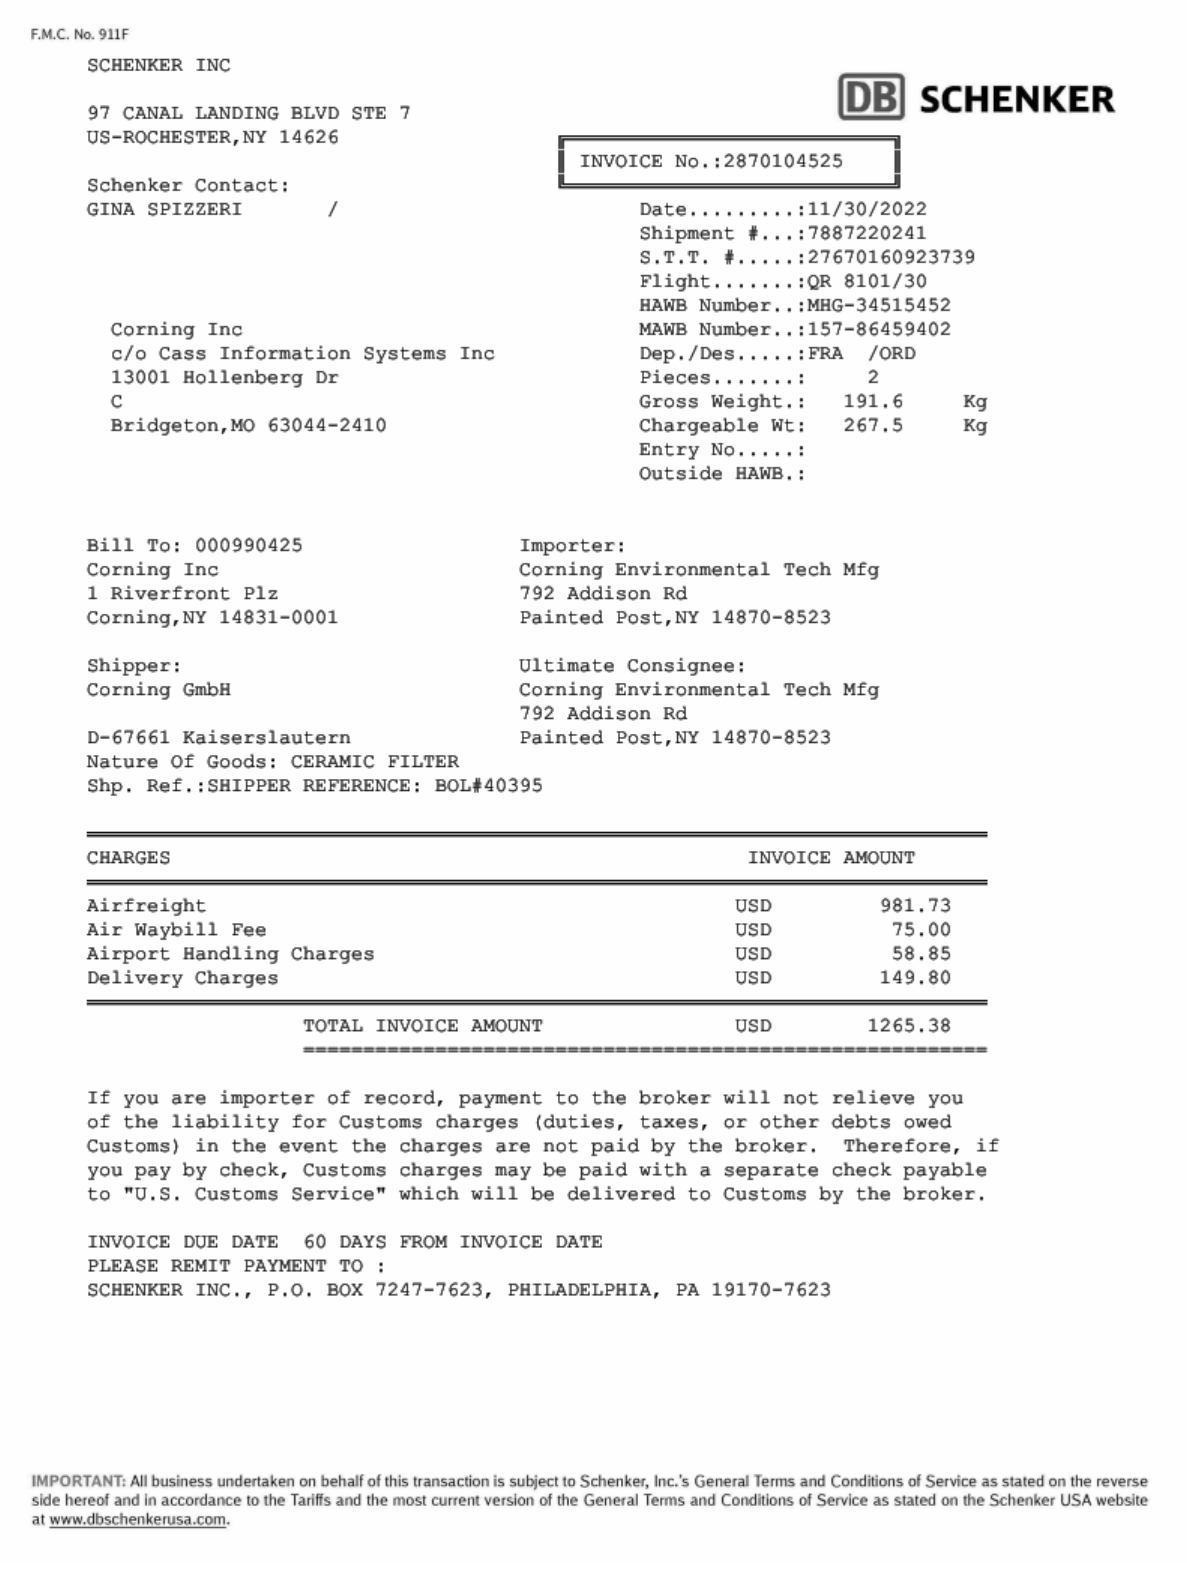 F.M.C. No. 911F
SCHENKER INC
DB SCHENKER
97 CANAL LANDING BLVD STE 7
US-ROCHESTER,NY 14626
INVOICE No.:2870104525
Schenker Contact:
GINA SPIZZERI /
Date.........:11/30/2022
Shipment #...:7887220241
S.T.T. #.....:27670160923739
Flight.......:QR 8101/30
HAWB Number..:MHG-34515452
MAWB Number..:157-86459402
Dep./Des.....:FRA /ORD
Pieces.......: 2
Gross Weight.: 191.6 Kg
Chargeable Wt: 267.5 Kg
Entry No.....:
Outside HAWB.:
Corning Inc
c/o Cass Information Systems Inc
13001 Hollenberg Dr
C
Bridgeton,MO 63044-2410
Bill To: 000990425
Corning Inc
1 Riverfront Plz
Corning,NY 14831-0001
Importer:
Corning Environmental Tech Mfg
792 Addison Rd
Painted Post,NY 14870-8523
Shipper:
Corning GmbH
D-67661 Kaiserslautern
Ultimate Consignee:
Corning Environmental Tech Mfg
792 Addison Rd
Painted Post,NY 14870-8523
Nature Of Goods: CERAMIC FILTER
Shp. Ref.:SHIPPER REFERENCE: BOL#40395
CHARGES INVOICE AMOUNT
Airfreight USD 981.73
Air Waybill Fee USD 75.00
Airport Handling Charges USD 58.85
Delivery Charges USD 149.80
TOTAL INVOICE AMOUNT USD 1265.38
=========================================================
If you are importer of record, payment to the broker will not relieve you
of the liability for Customs charges (duties, taxes, or other debts owed
Customs) in the event the charges are not paid by the broker. Therefore, if
you pay by check, Customs charges may be paid with a separate check payable
to "U.S. Customs Service" which will be delivered to Customs by the broker.
INVOICE DUE DATE 60 DAYS FROM INVOICE DATE
PLEASE REMIT PAYMENT TO :
SCHENKER INC., P.O. BOX 7247-7623, PHILADELPHIA, PA 19170-7623
IMPORTANT: All business undertaken on behalf of this transaction is subject to Schenker, Inc.'s General Terms and Conditions of Service as stated on the reverse
side hereof and in accordance to the Tariffs and the most current version of the General Terms and Conditions of Service as stated on the Schenker USA website
at www.dbschenkerusa.com.